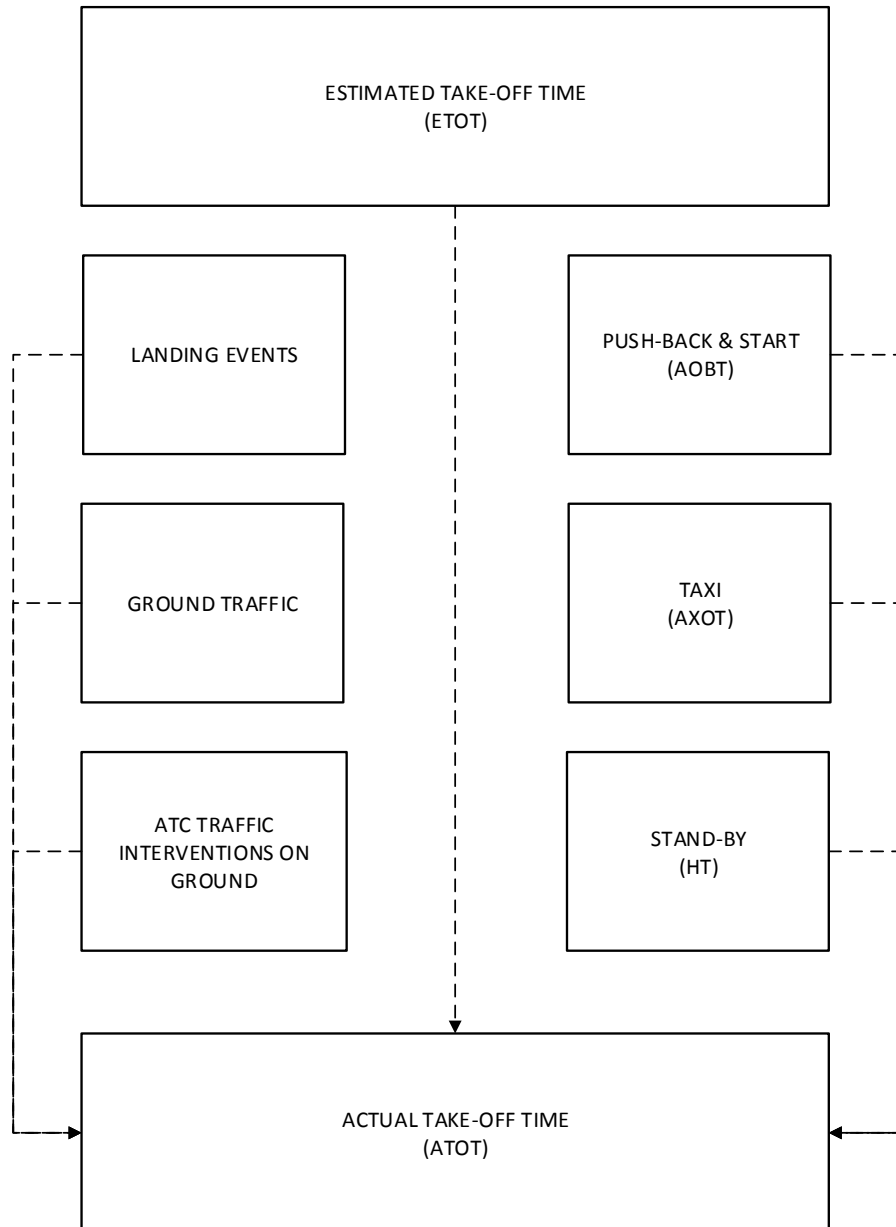 ESTIMATED TAKE-OFF TIME
(ETOT)
LANDING EVENTS
PUSH-BACK & START
(AOBT)
GROUND TRAFFIC
TAXI
(AXOT)
ATC TRAFFIC
INTERVENTIONS ON
GROUND
STAND-BY
(HT)
ACTUAL TAKE-OFF TIME
(ATOT)